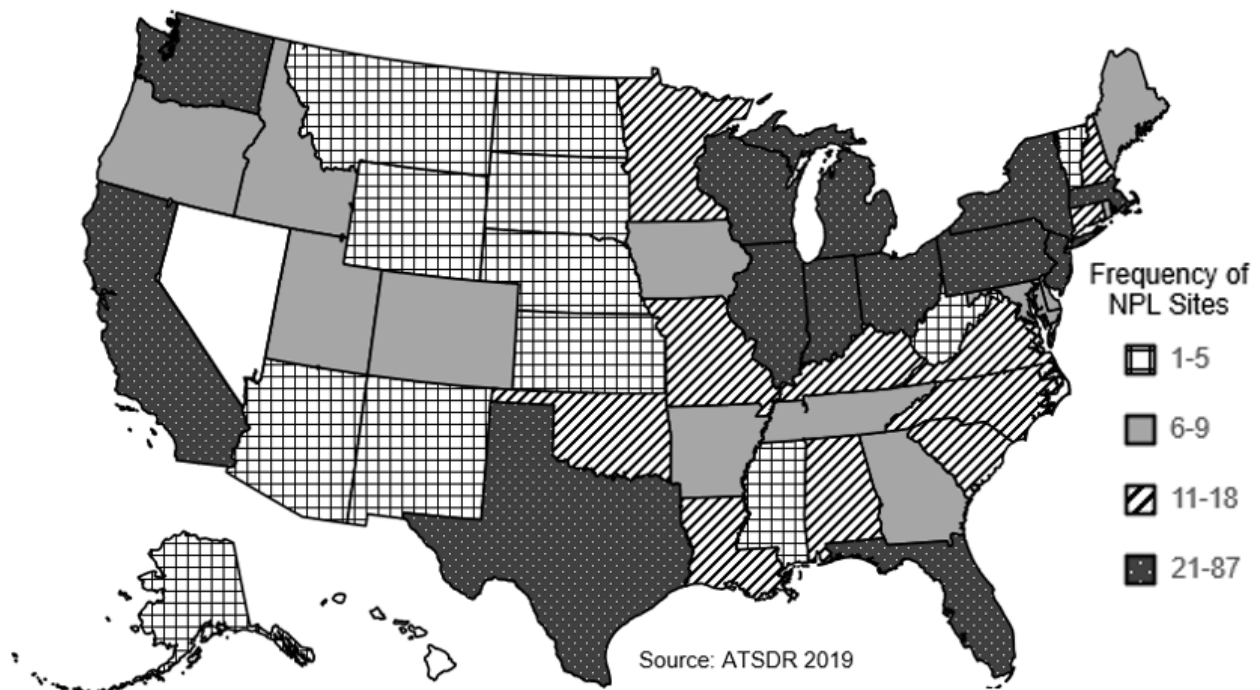 Frequency of
NPL Sites
1-5
6-9
11-18
21-87
Source: ATSDR 2019